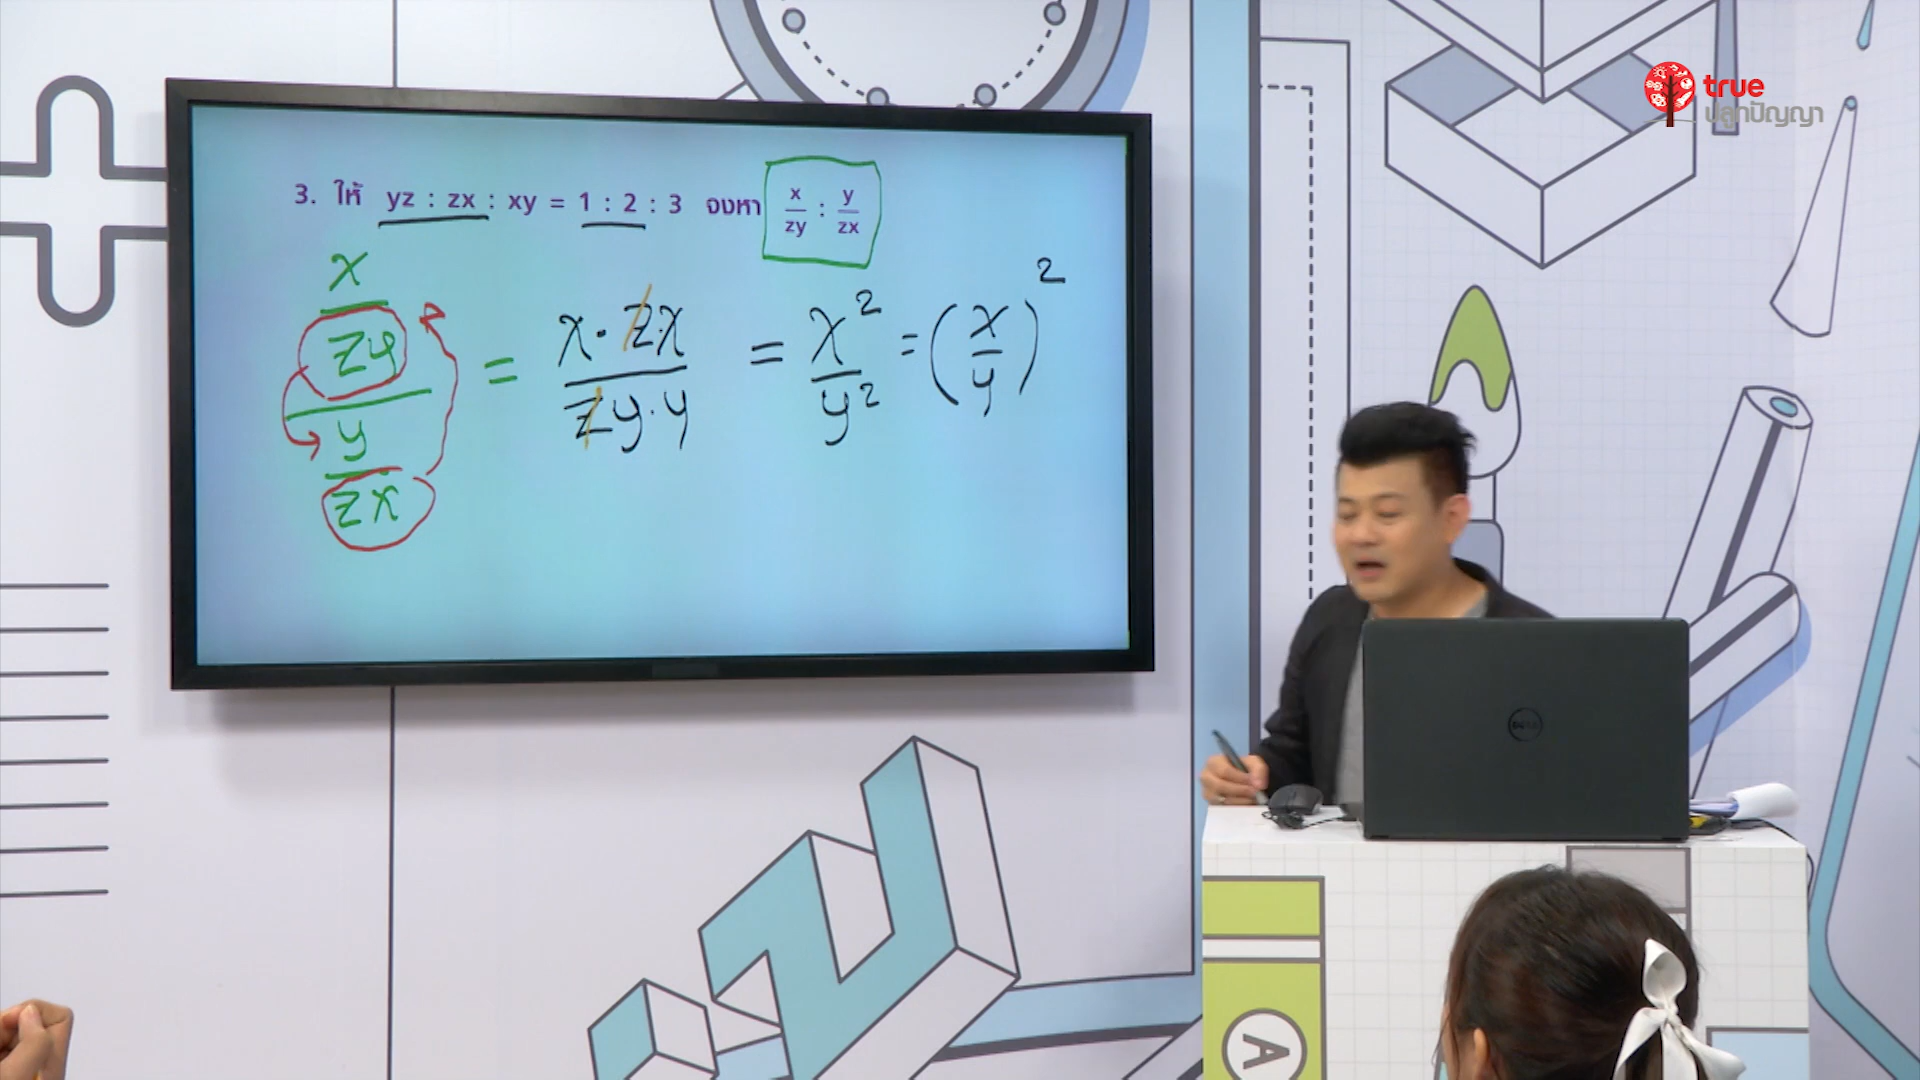 true
ปลูกปัญญา
3. ให้ yz : zx : xy = 1 : 2 : 3 จงหา x/zy : y/zx
x/zy / y/zx = x · zx / zy · y = x²/y² = (x/y)²
DELL
A